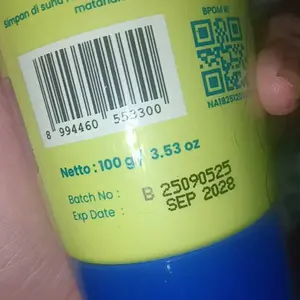 Simpan di suhu
matahari
BPOM RI
8 994460 553300
Netto : 100 g / 3.53 oz
Batch No : B 25090525
Exp Date : SEP 2028